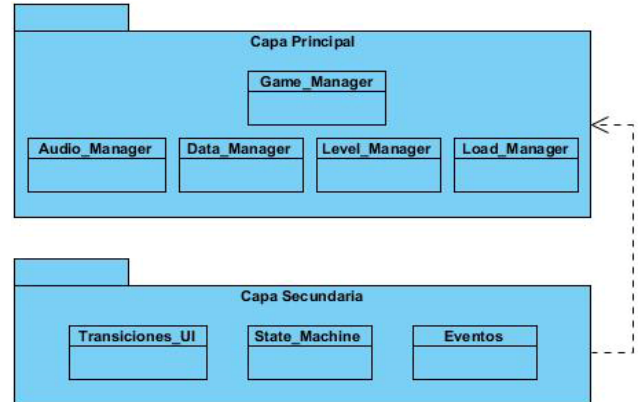 Capa Principal
Game_Manager
Audio_Manager
Data_Manager
Level_Manager
Load_Manager
Capa Secundaria
Transiciones_UI
State_Machine
Eventos